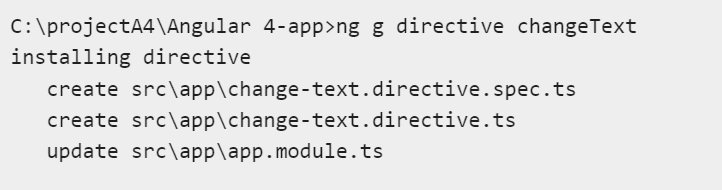 C:\projectA4\Angular 4-app>ng g directive changeText
installing directive
   create src\app\change-text.directive.spec.ts
   create src\app\change-text.directive.ts
   update src\app\app.module.ts